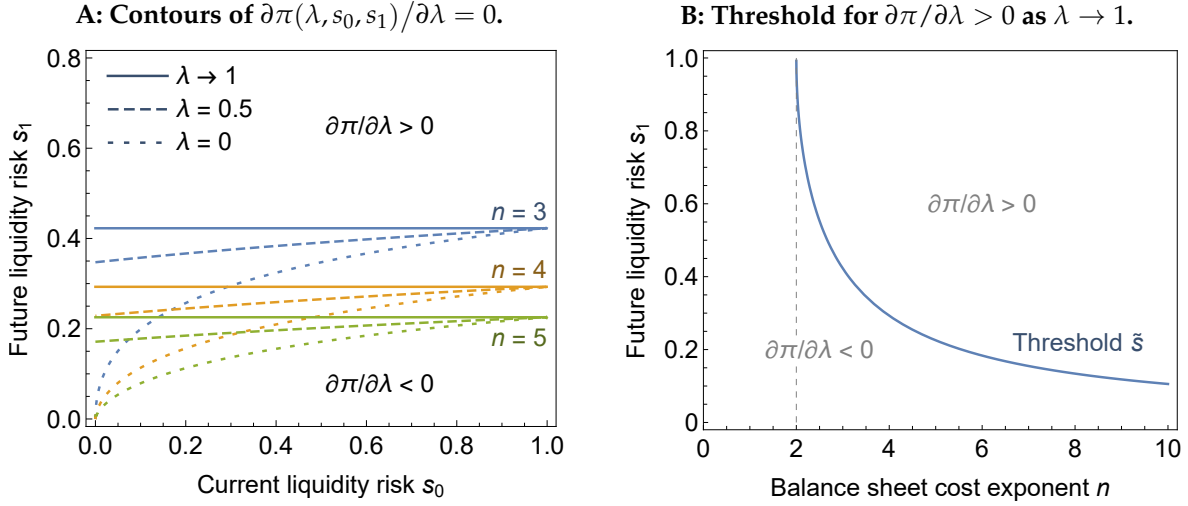 A: Contours of ∂π(λ, s₀, s₁)/∂λ = 0.
0.8
0.6
0.4
0.2
0.0
Future liquidity risk s₁
λ → 1
λ = 0.5
λ = 0
∂π/∂λ > 0
n = 3
n = 4
n = 5
∂π/∂λ < 0
0.0 0.2 0.4 0.6 0.8 1.0
Current liquidity risk s₀
B: Threshold for ∂π/∂λ > 0 as λ → 1.
1.0
0.8
0.6
0.4
0.2
0
Future liquidity risk s₁
∂π/∂λ > 0
∂π/∂λ < 0
Threshold s̃
0 2 4 6 8 10
Balance sheet cost exponent n